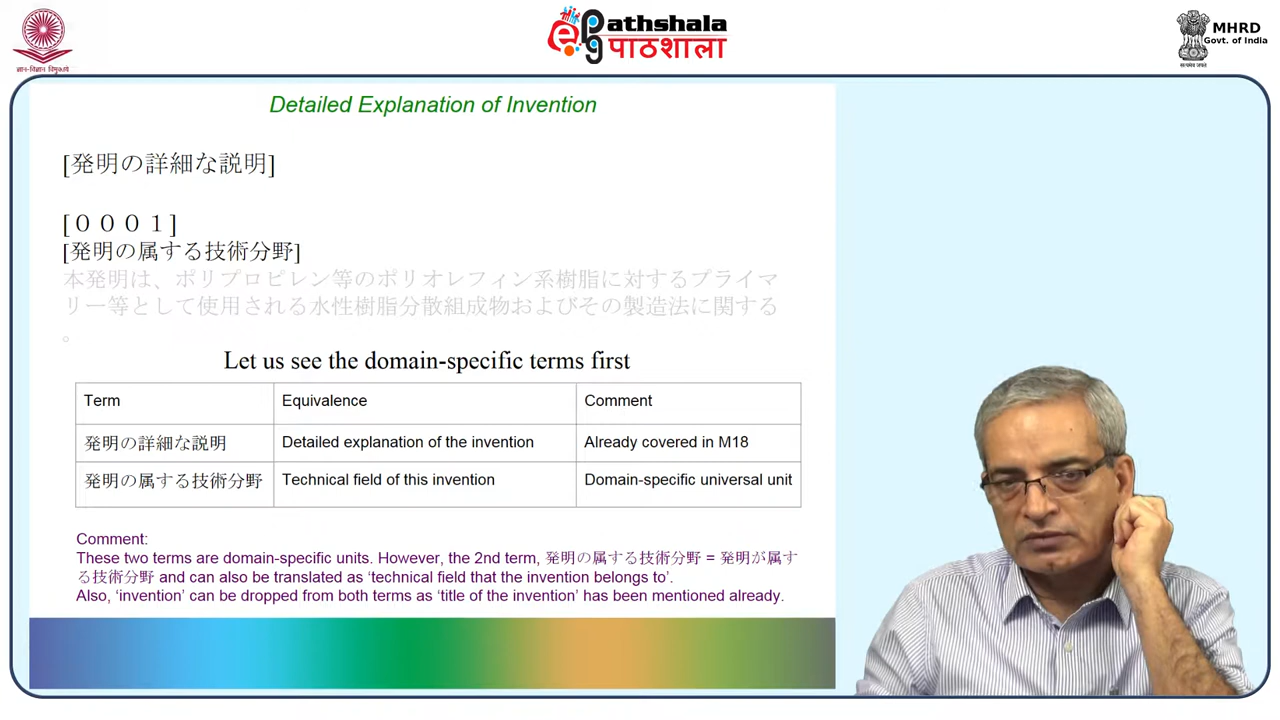 ज्ञान-विज्ञान विमुक्तये
ePathshala
पाठशाला
MHRD
Govt. of India
सत्यमेव जयते
Detailed Explanation of Invention
[発明の詳細な説明]
[０００１]
[発明の属する技術分野]
本発明は、ポリプロピレン等のポリオレフィン系樹脂に対するプライマ
リー等として使用される水性樹脂分散組成物およびその製造法に関する
。
Let us see the domain-specific terms first
Term Equivalence Comment
発明の詳細な説明 Detailed explanation of the invention Already covered in M18
発明の属する技術分野 Technical field of this invention Domain-specific universal unit
Comment:
These two terms are domain-specific units. However, the 2nd term, 発明の属する技術分野 = 発明が属す
る技術分野 and can also be translated as ‘technical field that the invention belongs to’.
Also, ‘invention’ can be dropped from both terms as ‘title of the invention’ has been mentioned already.